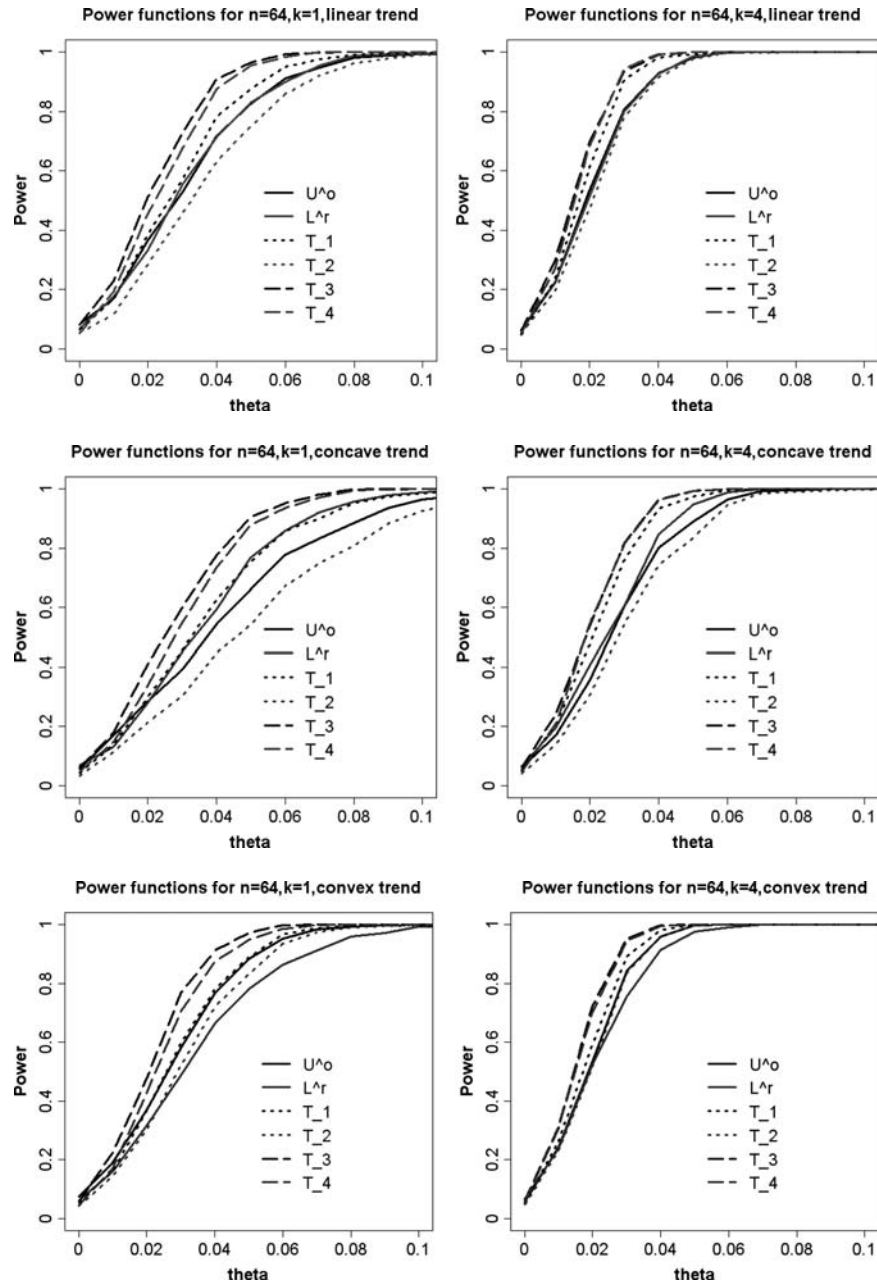 Power functions for n=64,k=1,linear trend
Power
1
0.8
0.6
0.4
0.2
0
U^o
L^r
T_1
T_2
T_3
T_4
0 0.02 0.04 0.06 0.08 0.1
theta
Power functions for n=64,k=4,linear trend
Power
1
0.8
0.6
0.4
0.2
0
U^o
L^r
T_1
T_2
T_3
T_4
0 0.02 0.04 0.06 0.08 0.1
theta
Power functions for n=64,k=1,concave trend
Power
1
0.8
0.6
0.4
0.2
0
U^o
L^r
T_1
T_2
T_3
T_4
0 0.02 0.04 0.06 0.08 0.1
theta
Power functions for n=64,k=4,concave trend
Power
1
0.8
0.6
0.4
0.2
0
U^o
L^r
T_1
T_2
T_3
T_4
0 0.02 0.04 0.06 0.08 0.1
theta
Power functions for n=64,k=1,convex trend
Power
1
0.8
0.6
0.4
0.2
0
U^o
L^r
T_1
T_2
T_3
T_4
0 0.02 0.04 0.06 0.08 0.1
theta
Power functions for n=64,k=4,convex trend
Power
1
0.8
0.6
0.4
0.2
0
U^o
L^r
T_1
T_2
T_3
T_4
0 0.02 0.04 0.06 0.08 0.1
theta